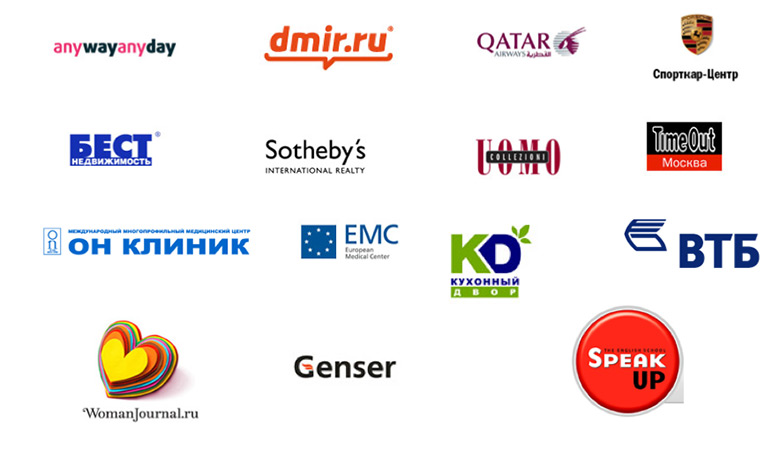 anywayanyday
dmir.ru®
QATAR
AIRWAYS القطرية
Спорткар-Центр
БЕСТ®
НЕДВИЖИМОСТЬ
Sotheby's
INTERNATIONAL REALTY
UOMO
COLLEZIONI
TimeOut
Москва
МЕЖДУНАРОДНЫЙ МНОГОПРОФИЛЬНЫЙ МЕДИЦИНСКИЙ ЦЕНТР
ОН КЛИНИК
EMC
European
Medical Center
KD
КУХОННЫЙ
ДВОР
ВТБ
WomanJournal.ru
Genser
THE ENGLISH SCHOOL
SPEAK
UP